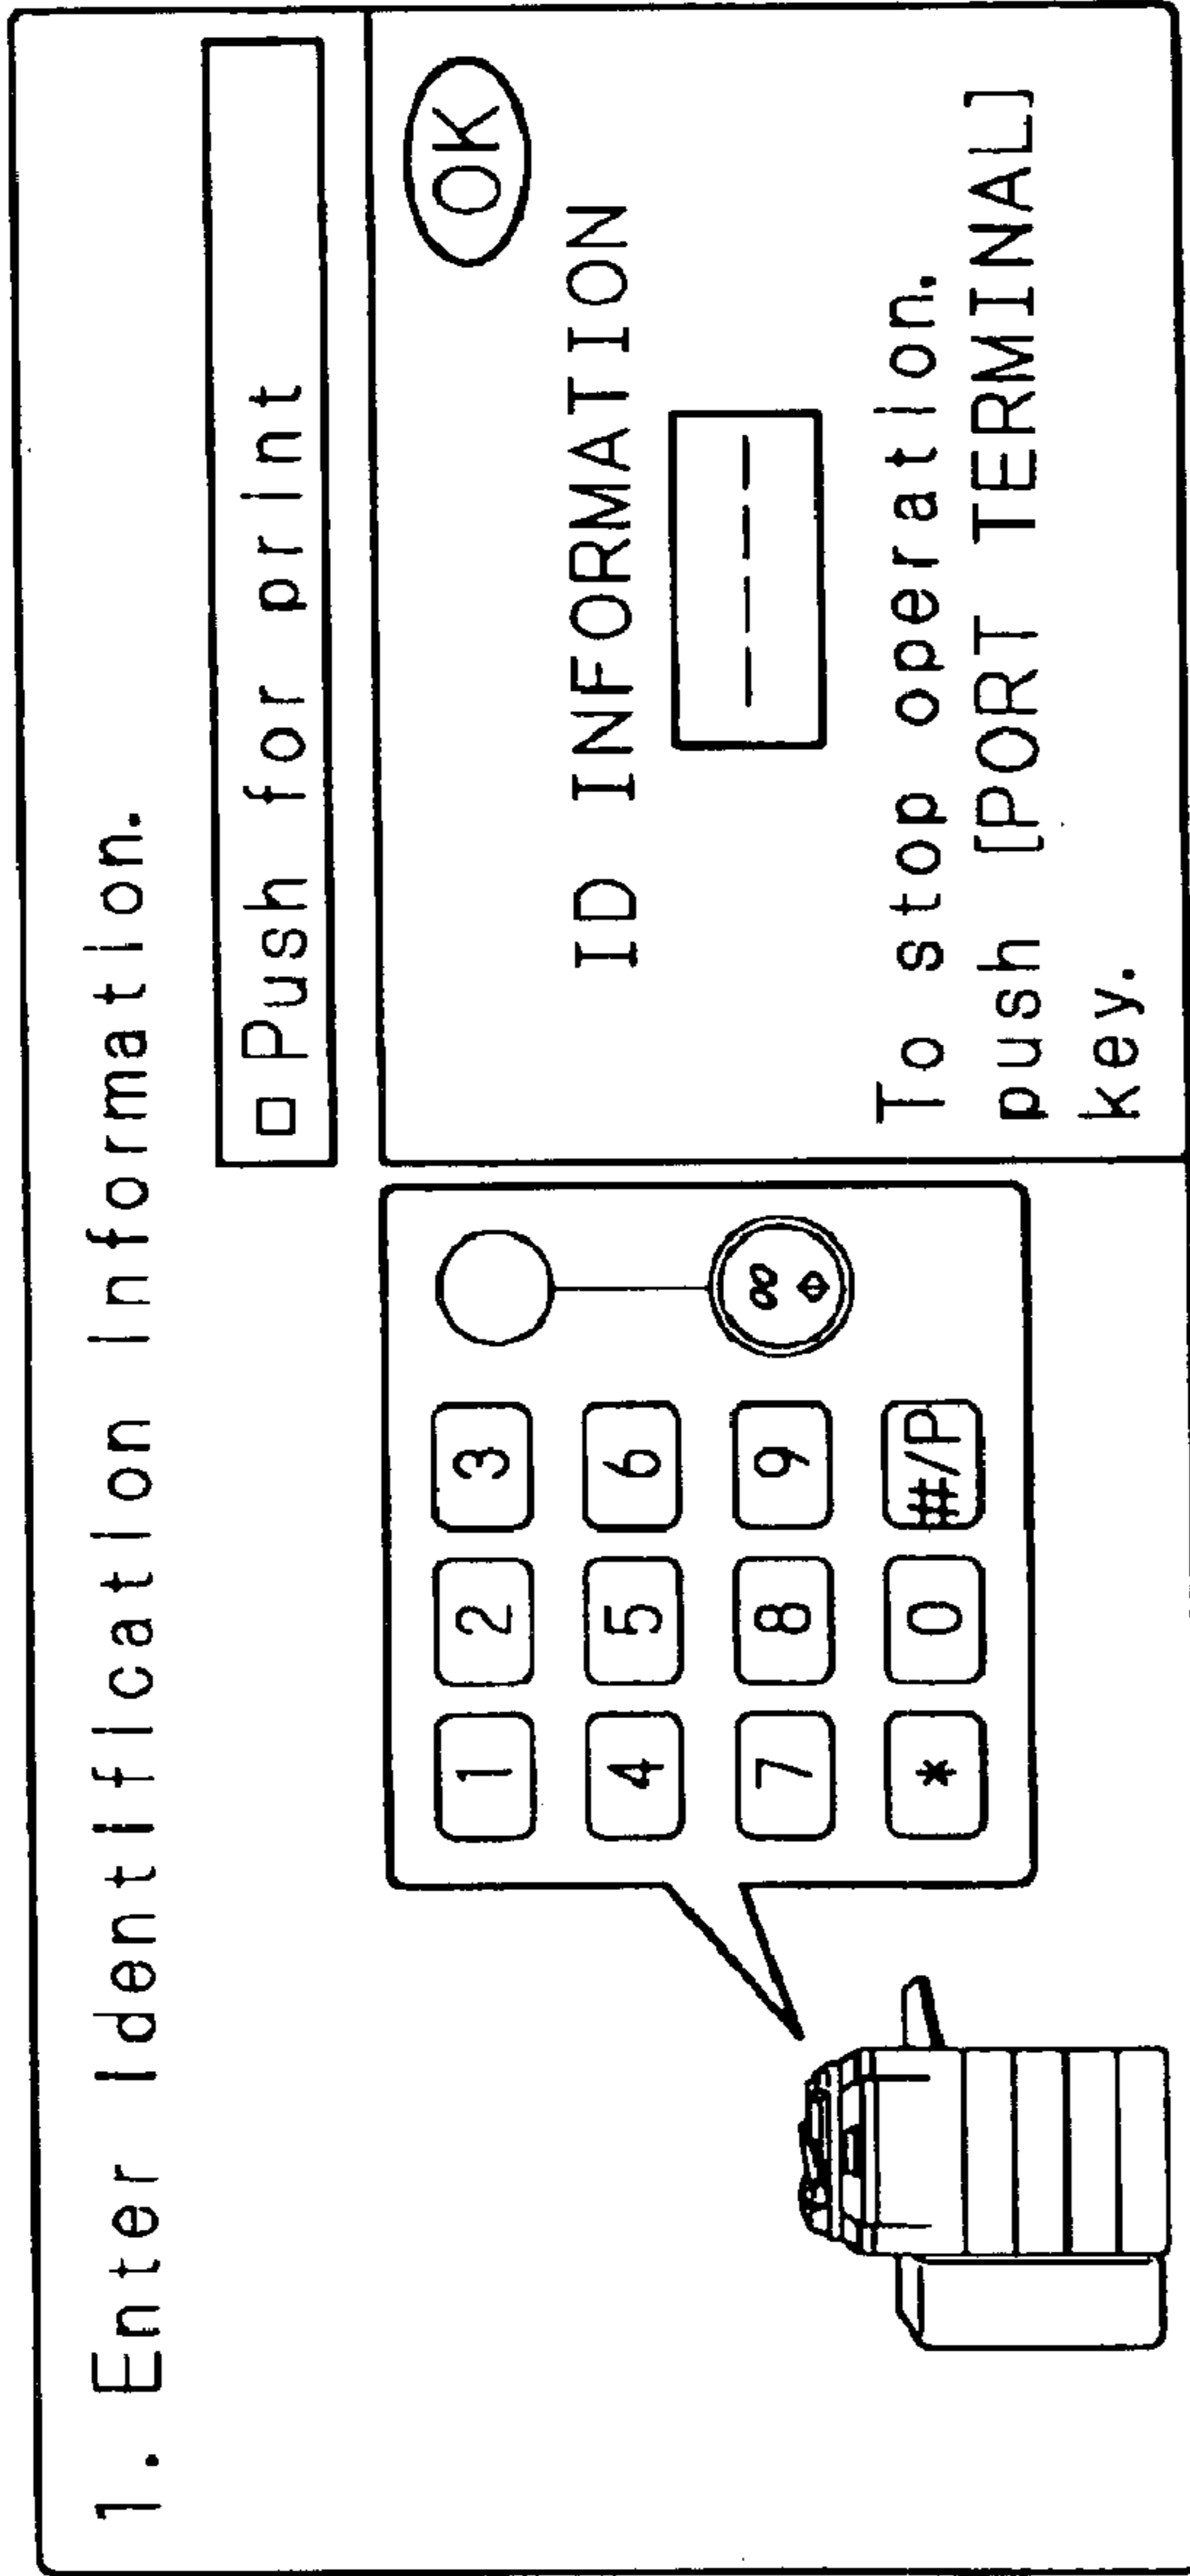 1. Enter Identification Information.
□ Push for print
1 2 3
4 5 6
7 8 9
* 0 #/P
OK
ID INFORMATION
----
To stop operation.
push [PORT TERMINAL]
key.